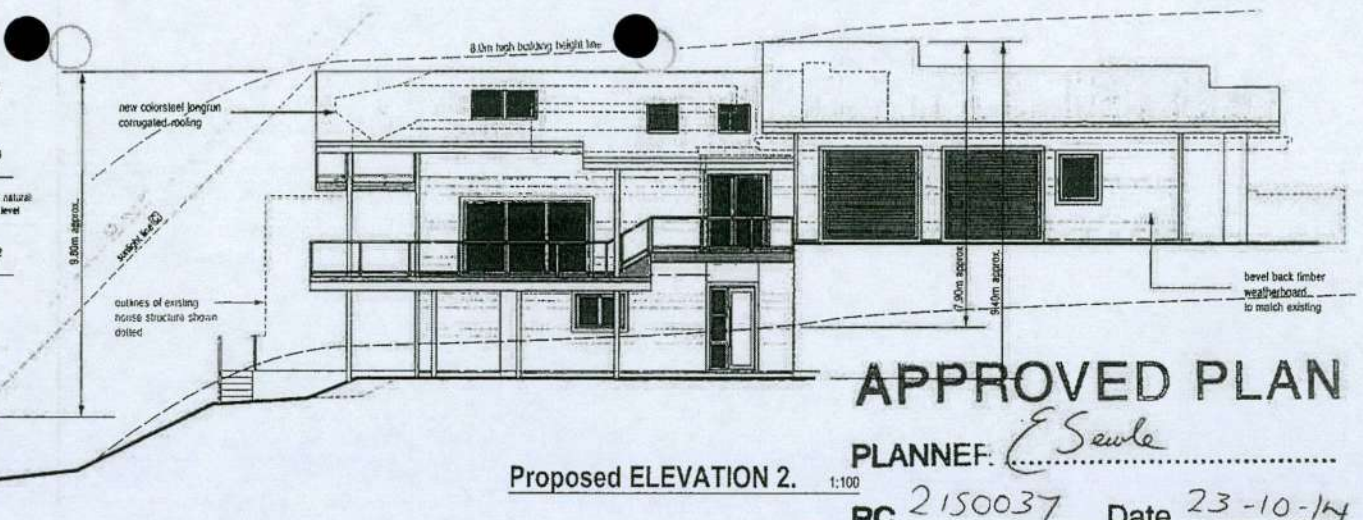 8.0m high building height line
new colorsteel longrun
corrugated roofing
natural
level
9.80m approx.
sunlight line
outlines of existing
house structure shown
dotted
7.90m approx
9.40m approx.
bevel back timber
weatherboard
to match existing
APPROVED PLAN
PLANNER:
Proposed ELEVATION 2. 1:100
RC 2150037 Date 23-10-14